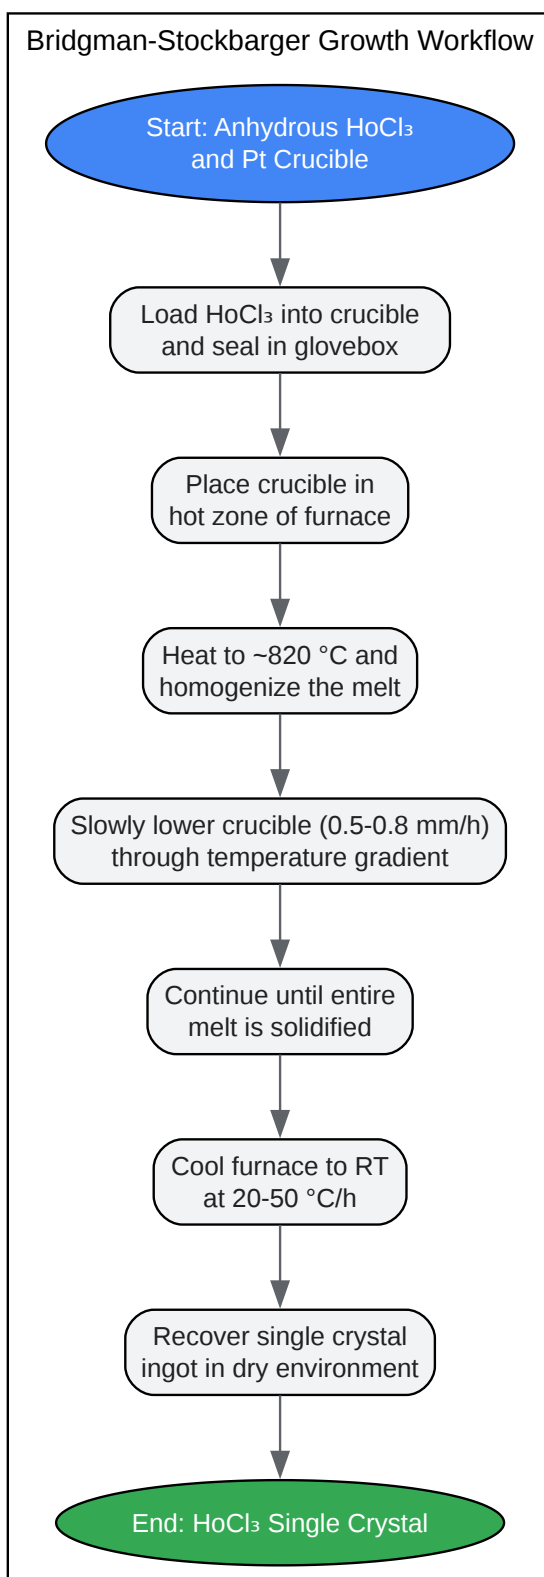 Bridgman-Stockbarger Growth Workflow
Start: Anhydrous HoCl₃
and Pt Crucible
Load HoCl₃ into crucible
and seal in glovebox
Place crucible in
hot zone of furnace
Heat to ~820 °C and
homogenize the melt
Slowly lower crucible (0.5-0.8 mm/h)
through temperature gradient
Continue until entire
melt is solidified
Cool furnace to RT
at 20-50 °C/h
Recover single crystal
ingot in dry environment
End: HoCl₃ Single Crystal